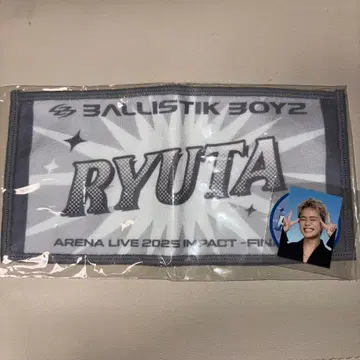 BALLISTIK BOYZ
RYUTA
ARENA LIVE 2025 IMPACT -FIN